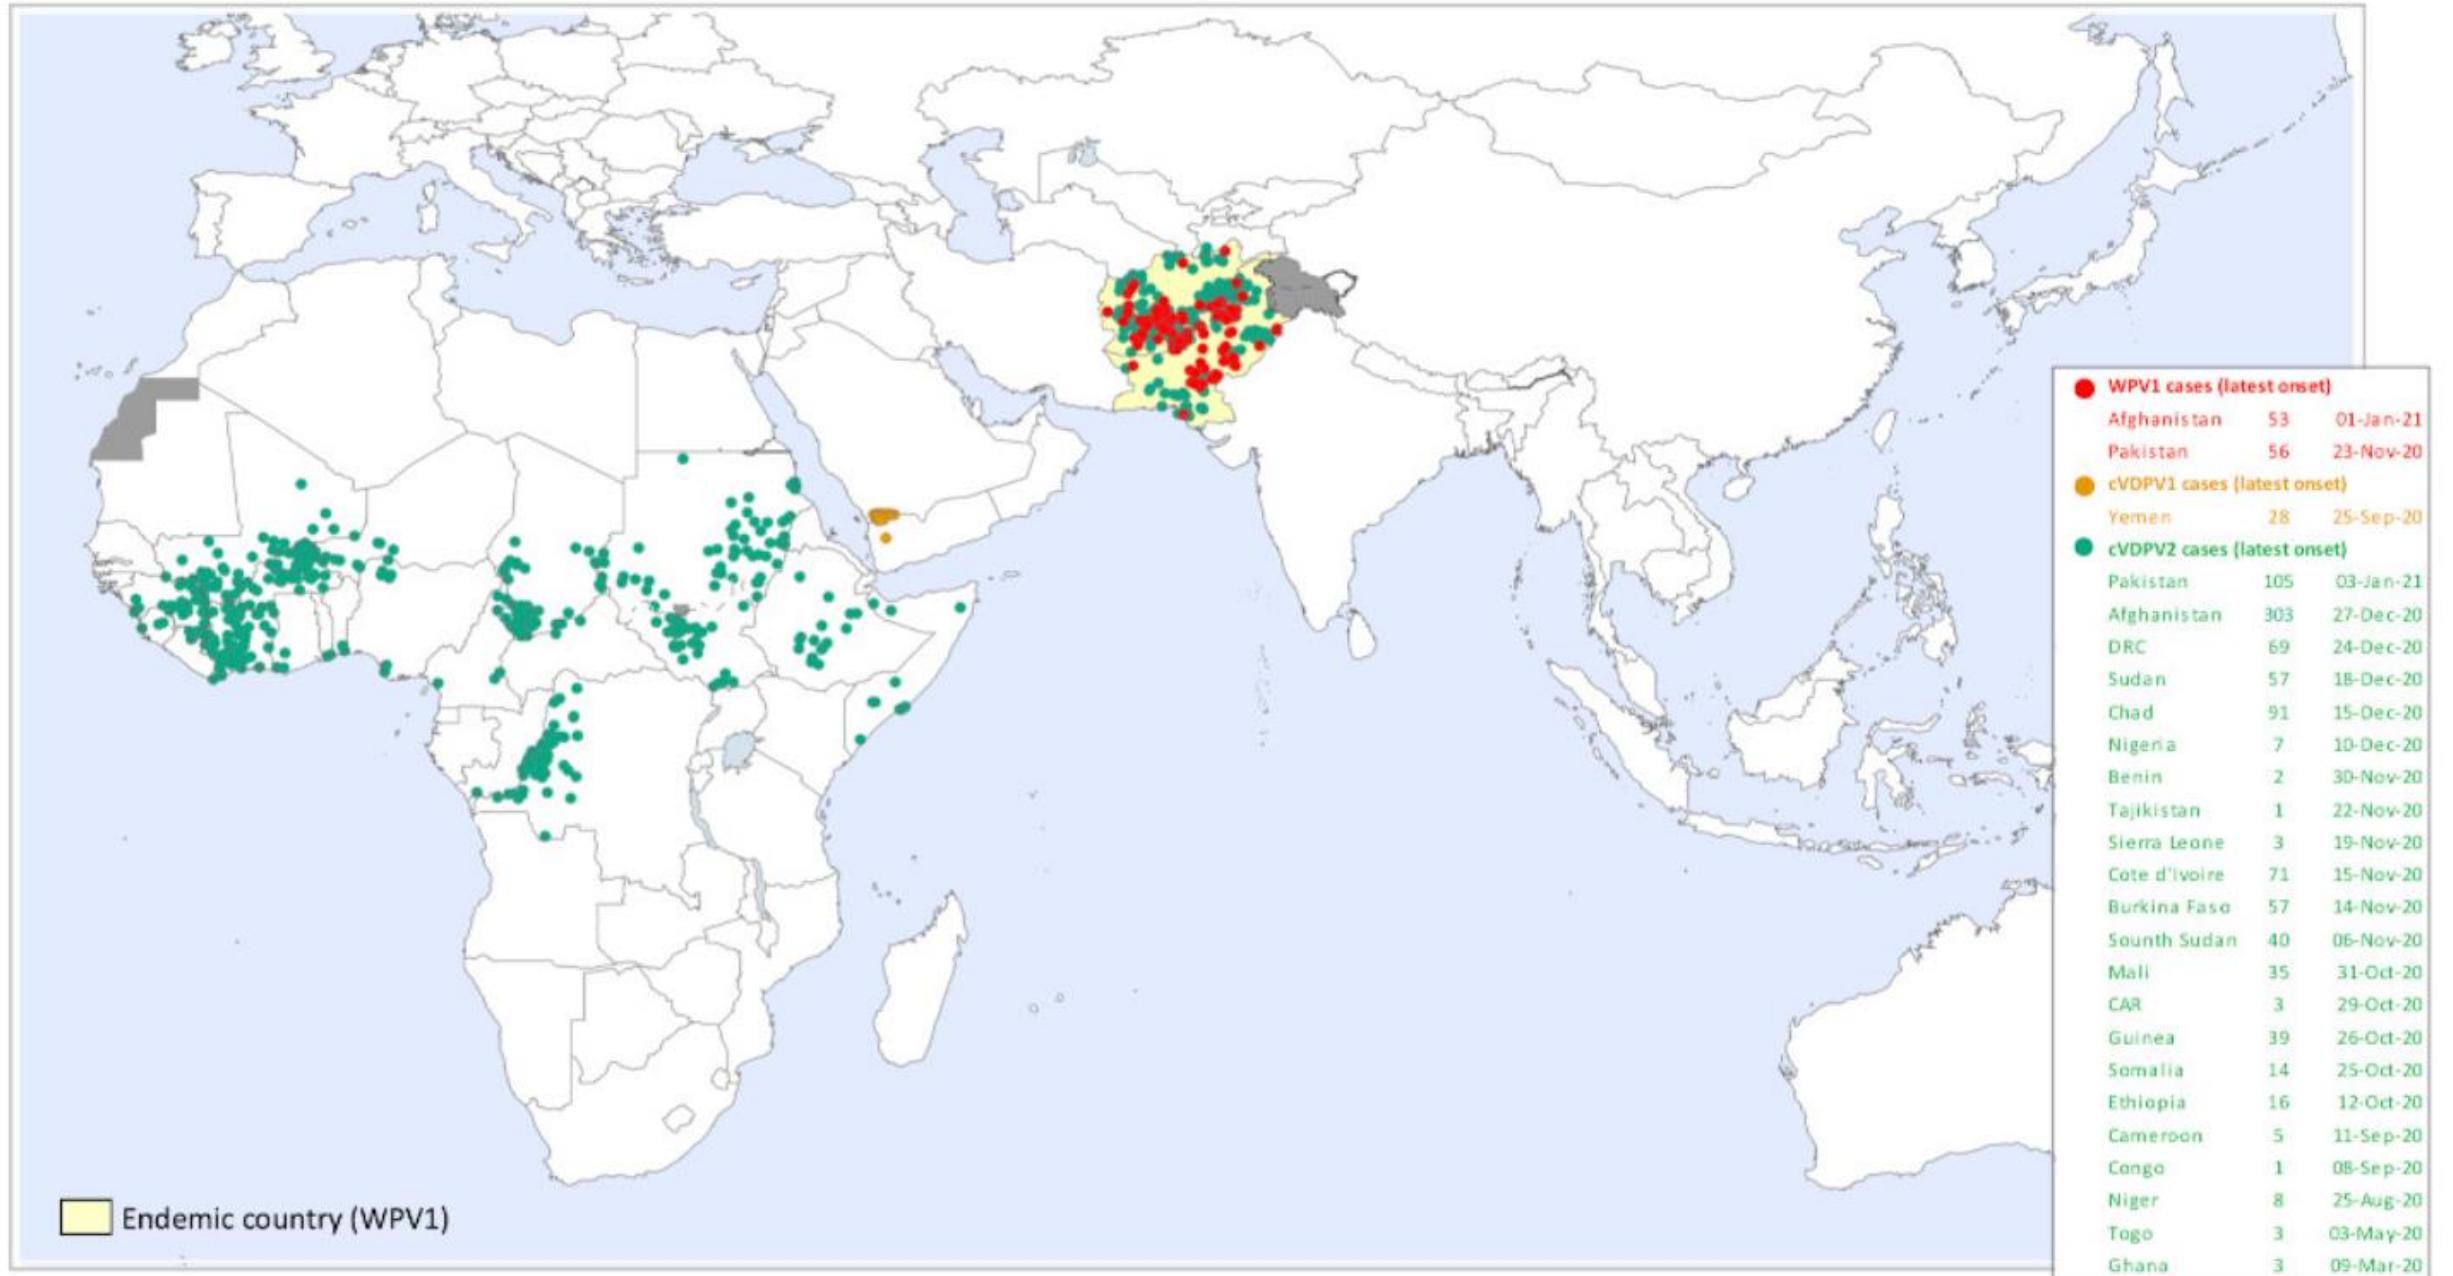 WPV1 cases (latest onset)
Afghanistan 53 01-Jan-21
Pakistan 56 23-Nov-20
cVDPV1 cases (latest onset)
Yemen 28 25-Sep-20
cVDPV2 cases (latest onset)
Pakistan 105 03-Jan-21
Afghanistan 303 27-Dec-20
DRC 69 24-Dec-20
Sudan 57 18-Dec-20
Chad 91 15-Dec-20
Nigeria 7 10-Dec-20
Benin 2 30-Nov-20
Tajikistan 1 22-Nov-20
Sierra Leone 3 19-Nov-20
Cote d'Ivoire 71 15-Nov-20
Burkina Faso 57 14-Nov-20
Sounth Sudan 40 06-Nov-20
Mali 35 31-Oct-20
CAR 3 29-Oct-20
Guinea 39 26-Oct-20
Somalia 14 25-Oct-20
Ethiopia 16 12-Oct-20
Cameroon 5 11-Sep-20
Congo 1 08-Sep-20
Niger 8 25-Aug-20
Togo 3 03-May-20
Ghana 3 09-Mar-20
Endemic country (WPV1)